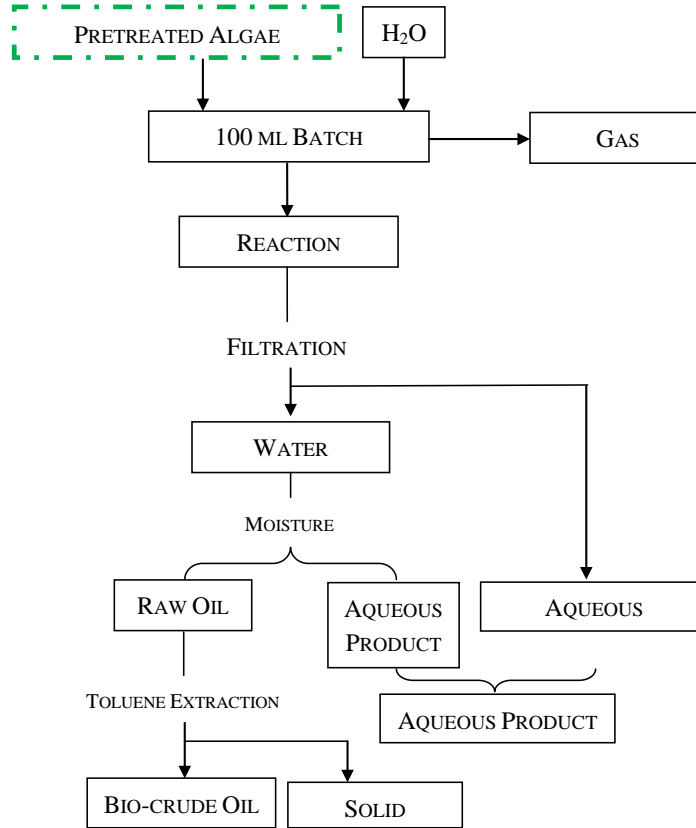 PRETREATED ALGAE
H₂O
100 ML BATCH
GAS
REACTION
FILTRATION
WATER
MOISTURE
RAW OIL
AQUEOUS
PRODUCT
AQUEOUS
TOLUENE EXTRACTION
AQUEOUS PRODUCT
BIO-CRUDE OIL
SOLID